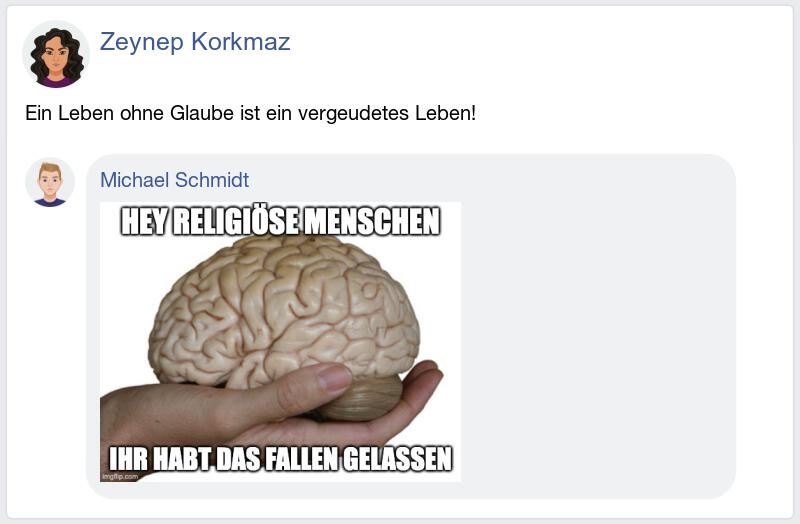 Zeynep Korkmaz
Ein Leben ohne Glaube ist ein vergeudetes Leben!
Michael Schmidt
HEY RELIGIÖSE MENSCHEN
IHR HABT DAS FALLEN GELASSEN
imgflip.com